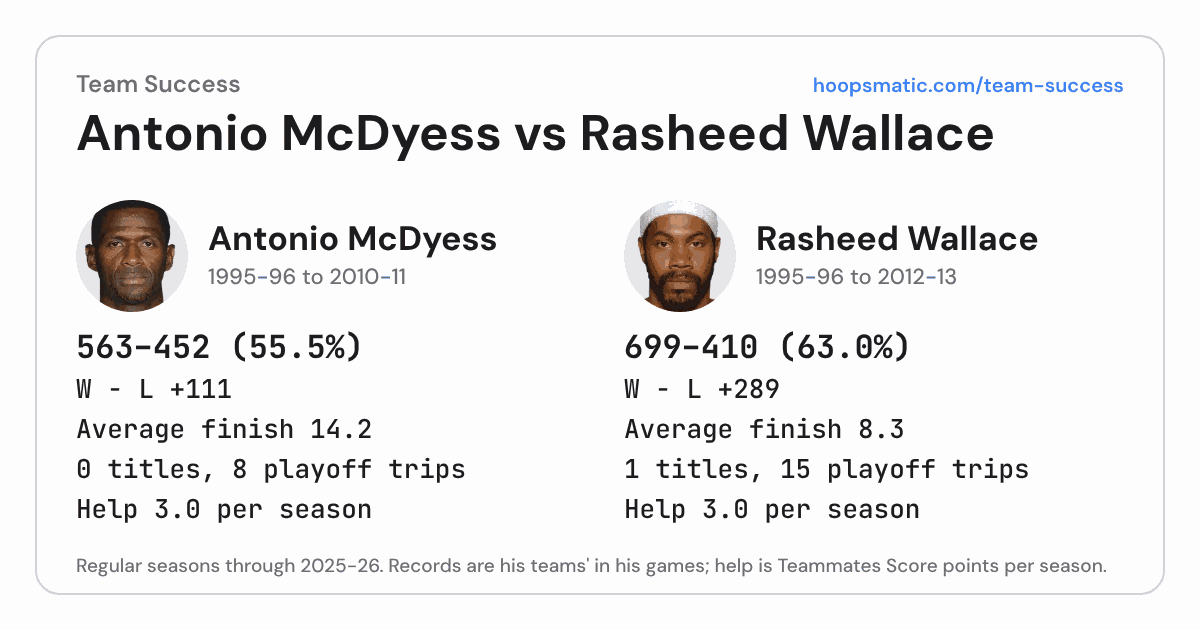 Team Success
hoopsmatic.com/team-success
Antonio McDyess vs Rasheed Wallace
Antonio McDyess
1995–96 to 2010–11
563–452 (55.5%)
W - L +111
Average finish 14.2
0 titles, 8 playoff trips
Help 3.0 per season
Rasheed Wallace
1995–96 to 2012–13
699–410 (63.0%)
W - L +289
Average finish 8.3
1 titles, 15 playoff trips
Help 3.0 per season
Regular seasons through 2025-26. Records are his teams' in his games; help is Teammates Score points per season.